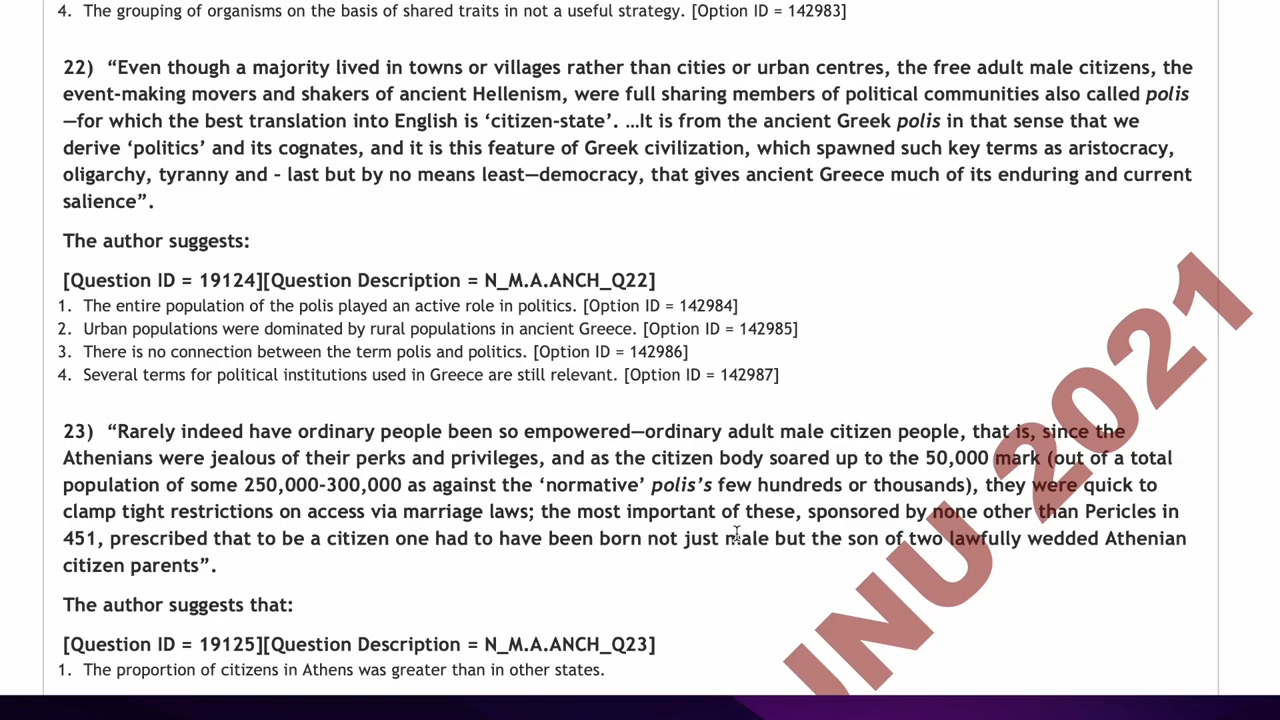 4. The grouping of organisms on the basis of shared traits in not a useful strategy. [Option ID = 142983]
22) “Even though a majority lived in towns or villages rather than cities or urban centres, the free adult male citizens, the
event-making movers and shakers of ancient Hellenism, were full sharing members of political communities also called polis
—for which the best translation into English is ‘citizen-state’. …It is from the ancient Greek polis in that sense that we
derive ‘politics’ and its cognates, and it is this feature of Greek civilization, which spawned such key terms as aristocracy,
oligarchy, tyranny and – last but by no means least—democracy, that gives ancient Greece much of its enduring and current
salience”.
The author suggests:
[Question ID = 19124][Question Description = N_M.A.ANCH_Q22]
1. The entire population of the polis played an active role in politics. [Option ID = 142984]
2. Urban populations were dominated by rural populations in ancient Greece. [Option ID = 142985]
3. There is no connection between the term polis and politics. [Option ID = 142986]
4. Several terms for political institutions used in Greece are still relevant. [Option ID = 142987]
23) “Rarely indeed have ordinary people been so empowered—ordinary adult male citizen people, that is, since the
Athenians were jealous of their perks and privileges, and as the citizen body soared up to the 50,000 mark (out of a total
population of some 250,000-300,000 as against the ‘normative’ polis’s few hundreds or thousands), they were quick to
clamp tight restrictions on access via marriage laws; the most important of these, sponsored by none other than Pericles in
451, prescribed that to be a citizen one had to have been born not just male but the son of two lawfully wedded Athenian
citizen parents”.
The author suggests that:
[Question ID = 19125][Question Description = N_M.A.ANCH_Q23]
1. The proportion of citizens in Athens was greater than in other states.
JNU 2021